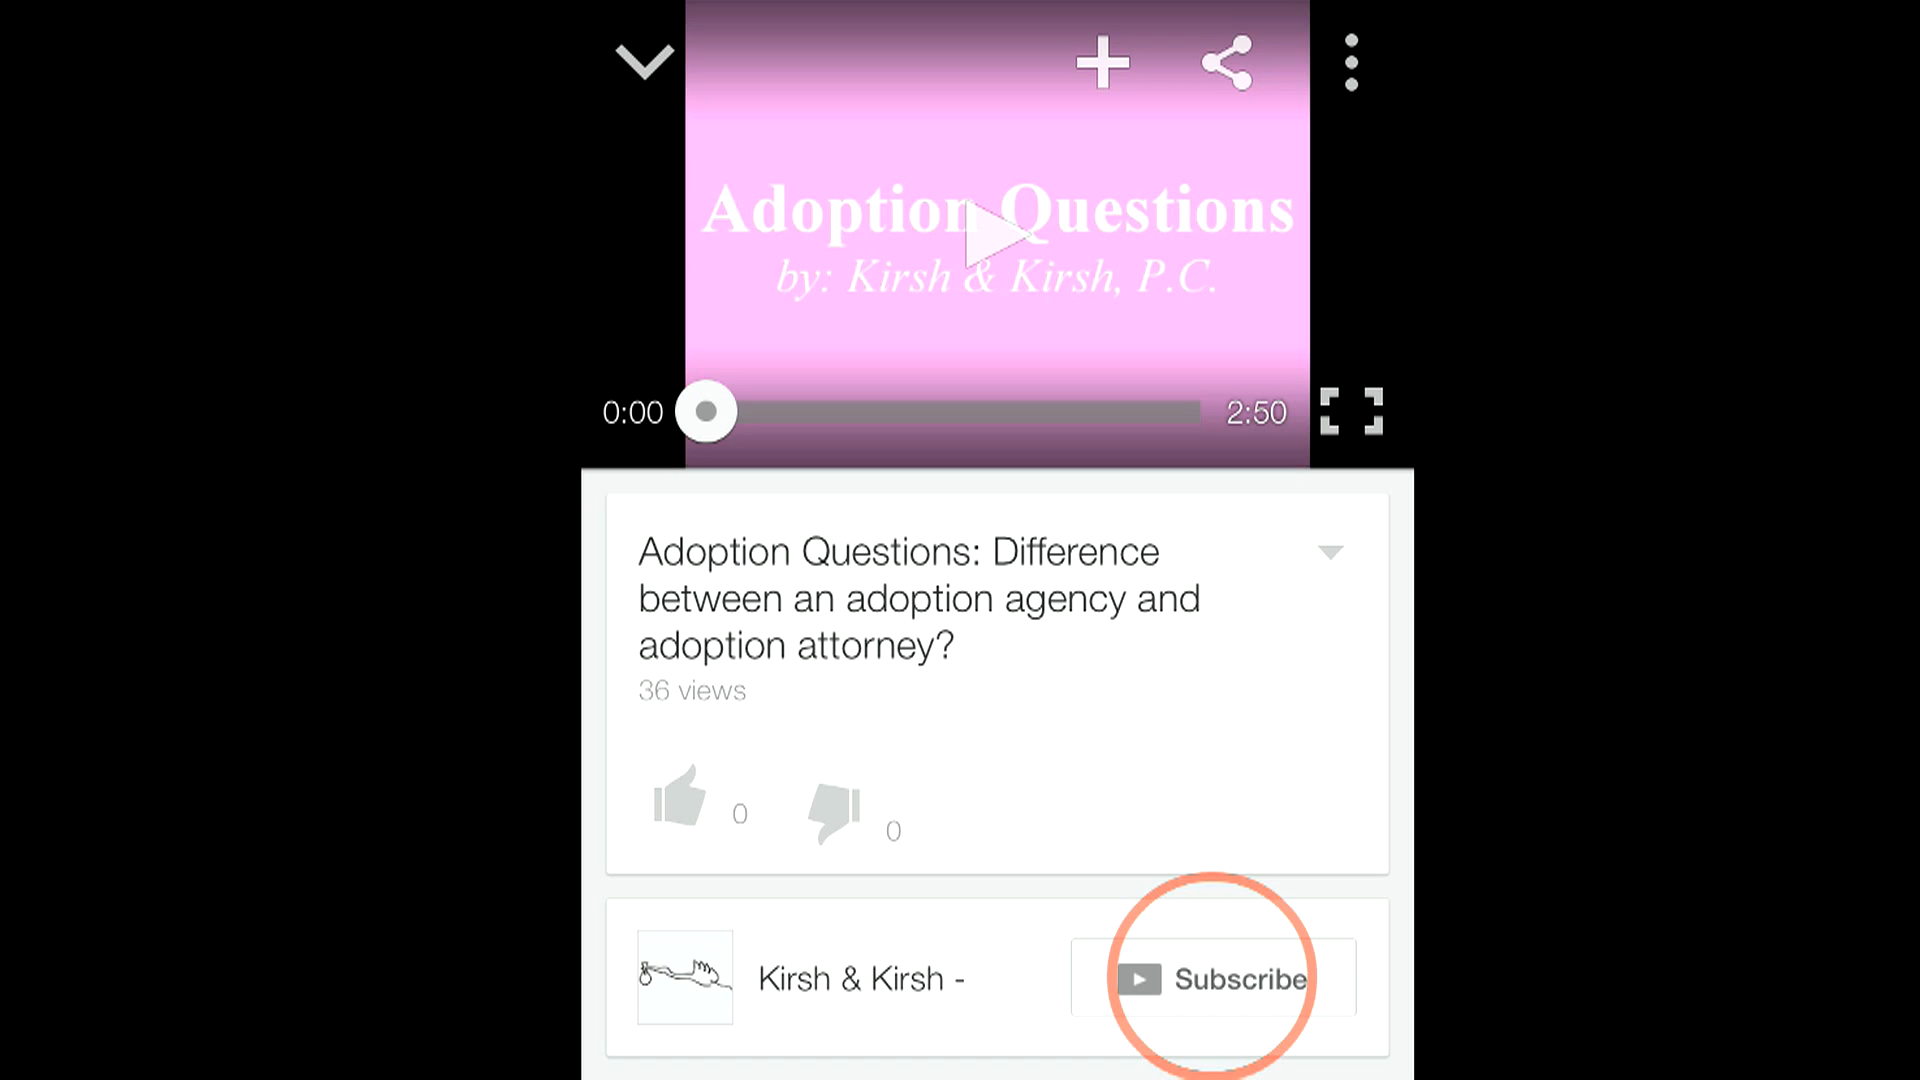 Adoption Questions
by: Kirsh & Kirsh, P.C.
0:00
2:50
Adoption Questions: Difference
between an adoption agency and
adoption attorney?
36 views
0
0
Kirsh & Kirsh -
Subscribe